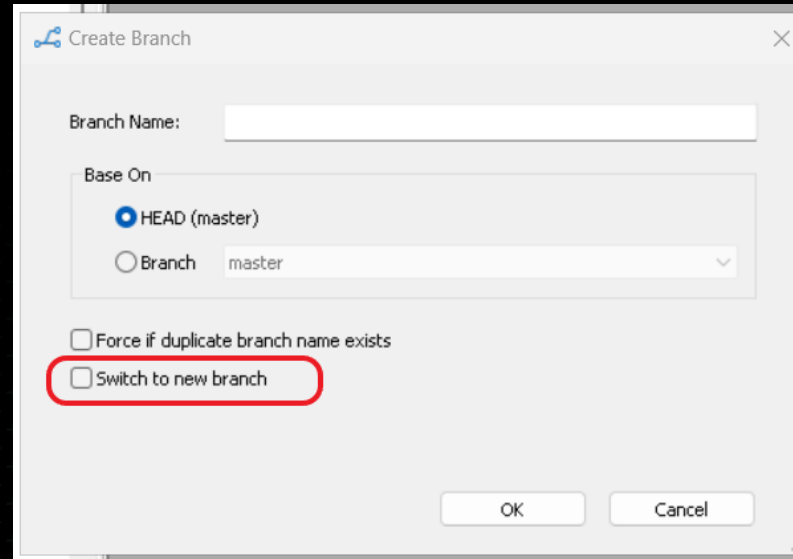 Create Branch
Branch Name:
Base On
HEAD (master)
Branch master
Force if duplicate branch name exists
Switch to new branch
OK Cancel